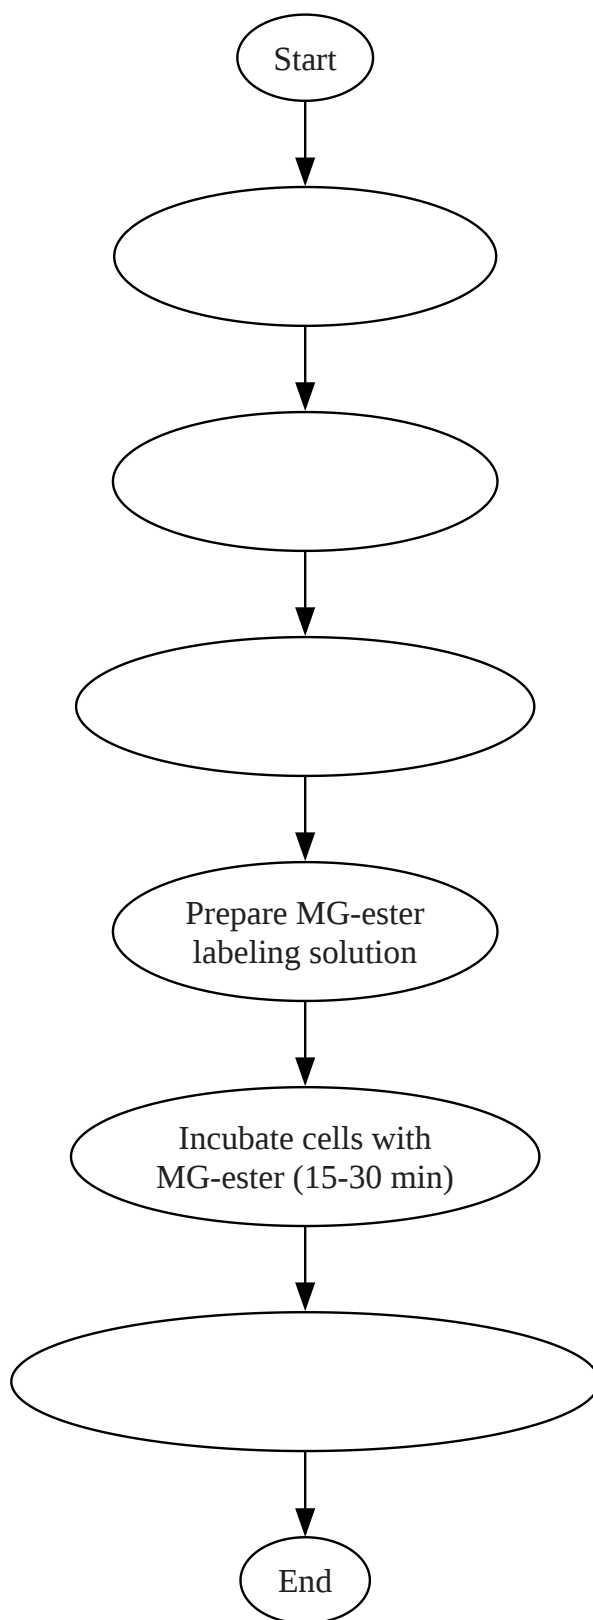 Start
Prepare MG-ester
labeling solution
Incubate cells with
MG-ester (15-30 min)
End